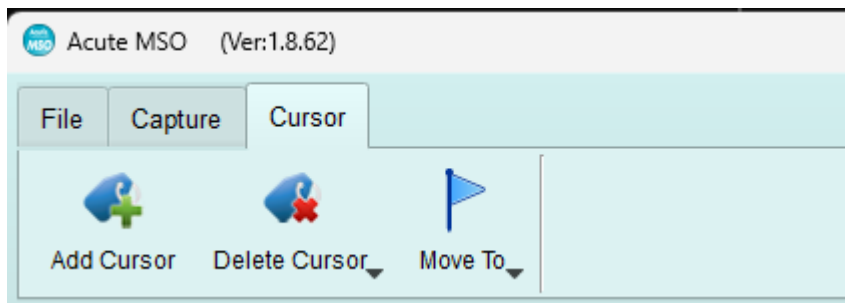 Acute MSO (Ver:1.8.62)
File Capture Cursor
Add Cursor Delete Cursor Move To